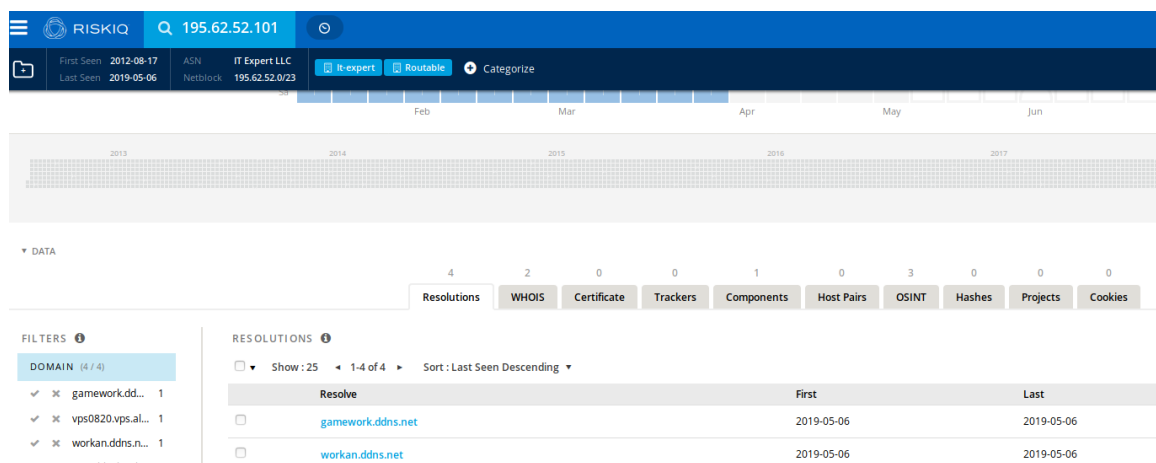 RISKIQ 195.62.52.101
First Seen 2012-08-17 ASN IT Expert LLC It-expert Routable Categorize
Last Seen 2019-05-06 Netblock 195.62.52.0/23
Sa
Feb Mar Apr May Jun
2013 2014 2015 2016 2017
DATA
4 2 0 0 1 0 3 0 0 0
Resolutions WHOIS Certificate Trackers Components Host Pairs OSINT Hashes Projects Cookies
FILTERS RESOLUTIONS
DOMAIN (4 / 4) Show : 25 1-4 of 4 Sort : Last Seen Descending
gamework.dd... 1 Resolve First Last
vps0820.vps.al... 1 gamework.ddns.net 2019-05-06 2019-05-06
workan.ddns.n... 1 workan.ddns.net 2019-05-06 2019-05-06